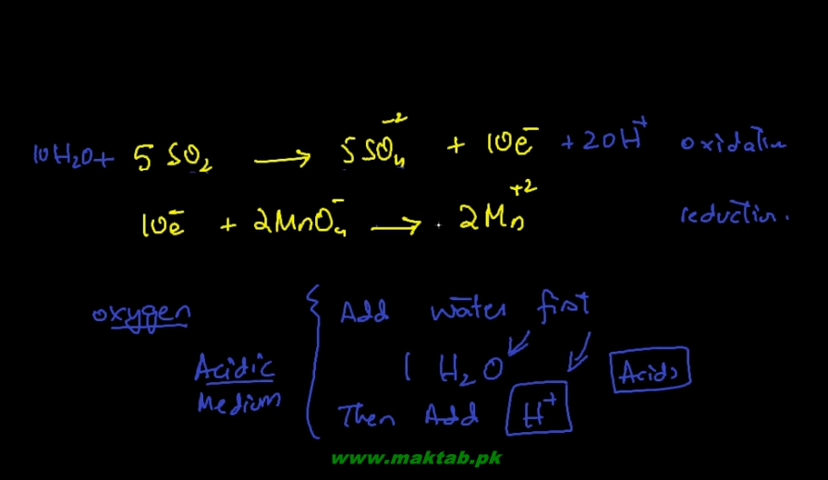 10H₂O + 5 SO₂ → 5SO₄⁻² + 10e⁻ + 20H⁺ oxidation
10e⁻ + 2MnO₄⁻ → 2Mn⁺² reduction.
oxygen
Add water first
Acidic 1 H₂O Acids
Medium Then Add H⁺
www.maktab.pk